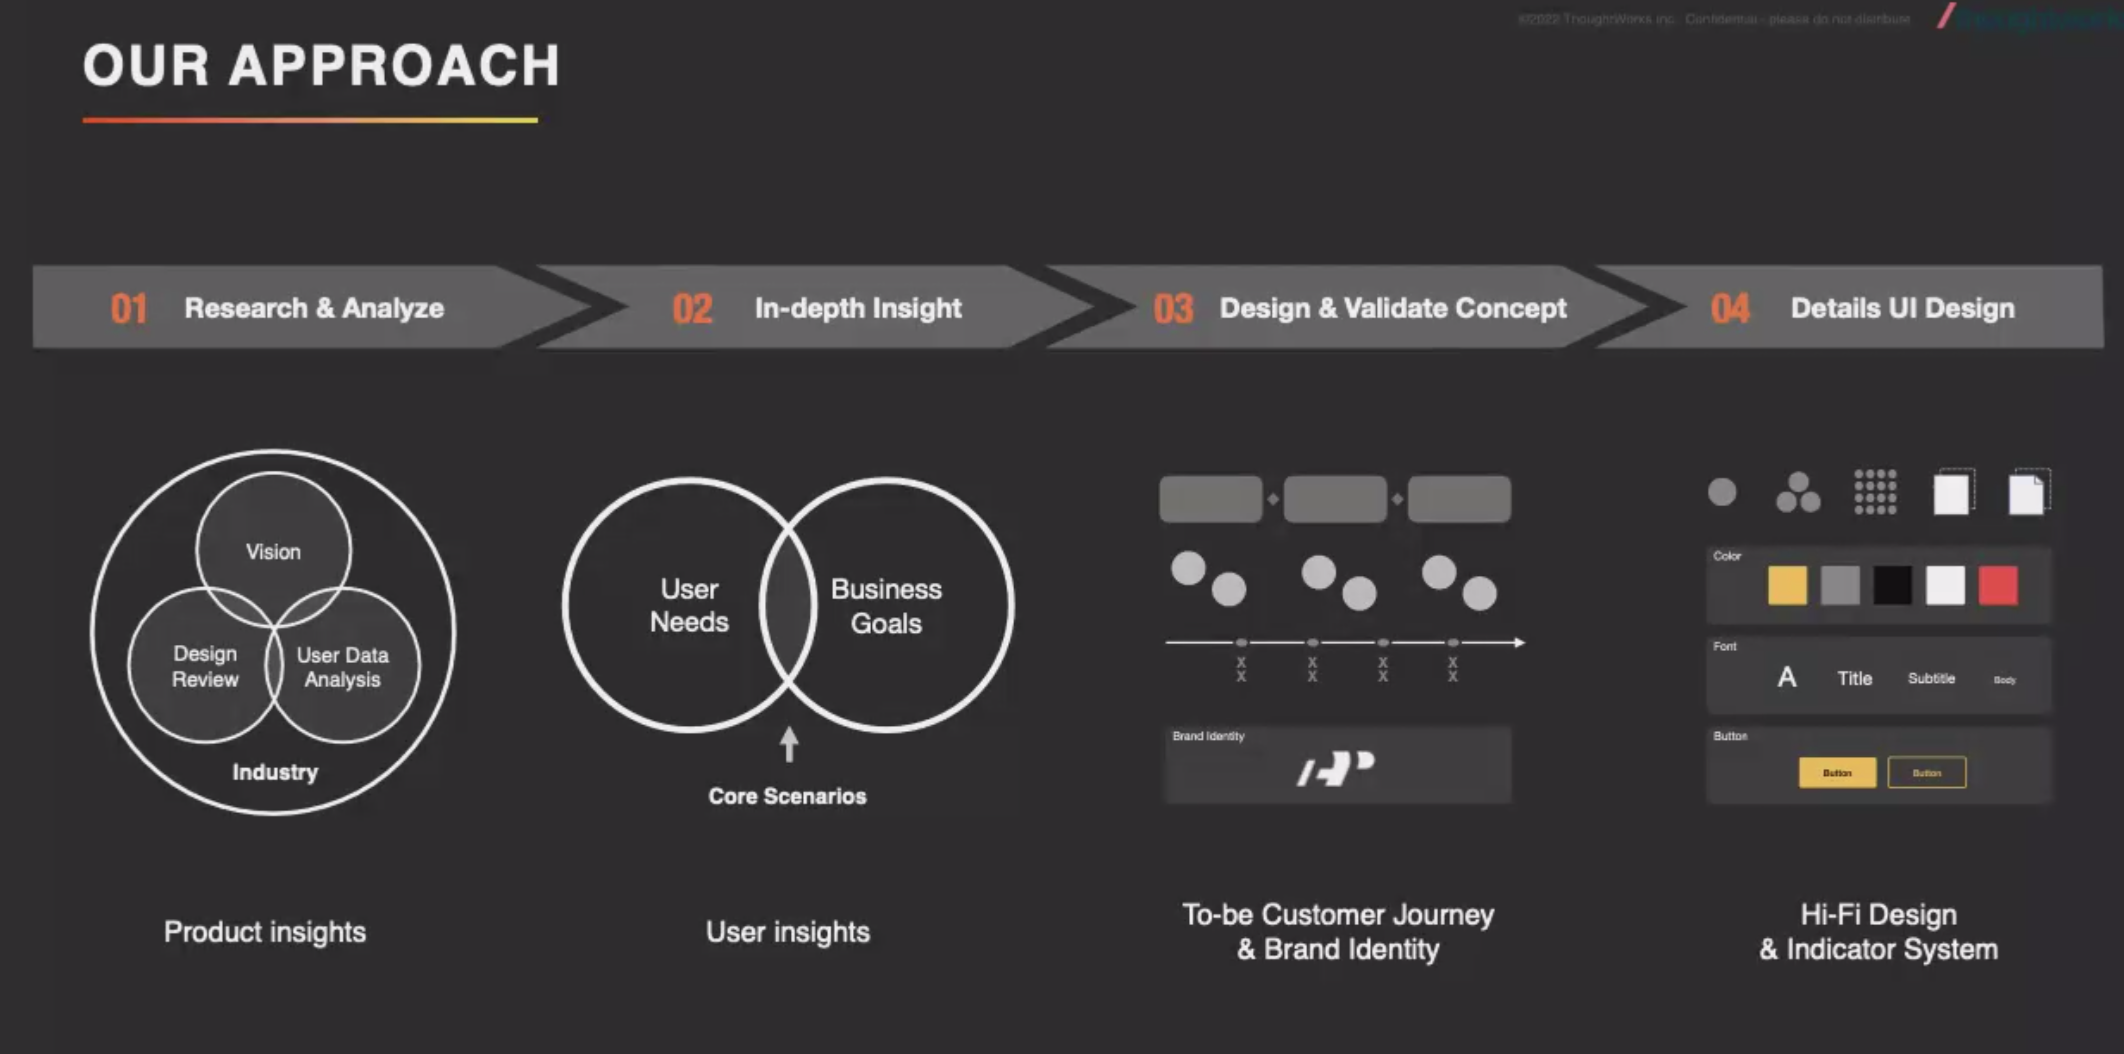 ©2022 ThoughtWorks Inc. Confidential - please do not distribute
OUR APPROACH
01 Research & Analyze
02 In-depth Insight
03 Design & Validate Concept
04 Details UI Design
Vision
Design
Review
User Data
Analysis
Industry
Product insights
User
Needs
Business
Goals
Core Scenarios
User insights
X X X X
X X X X
Brand Identity
To-be Customer Journey
& Brand Identity
Color
Font
A Title Subtitle Body
Button
Button Button
Hi-Fi Design
& Indicator System